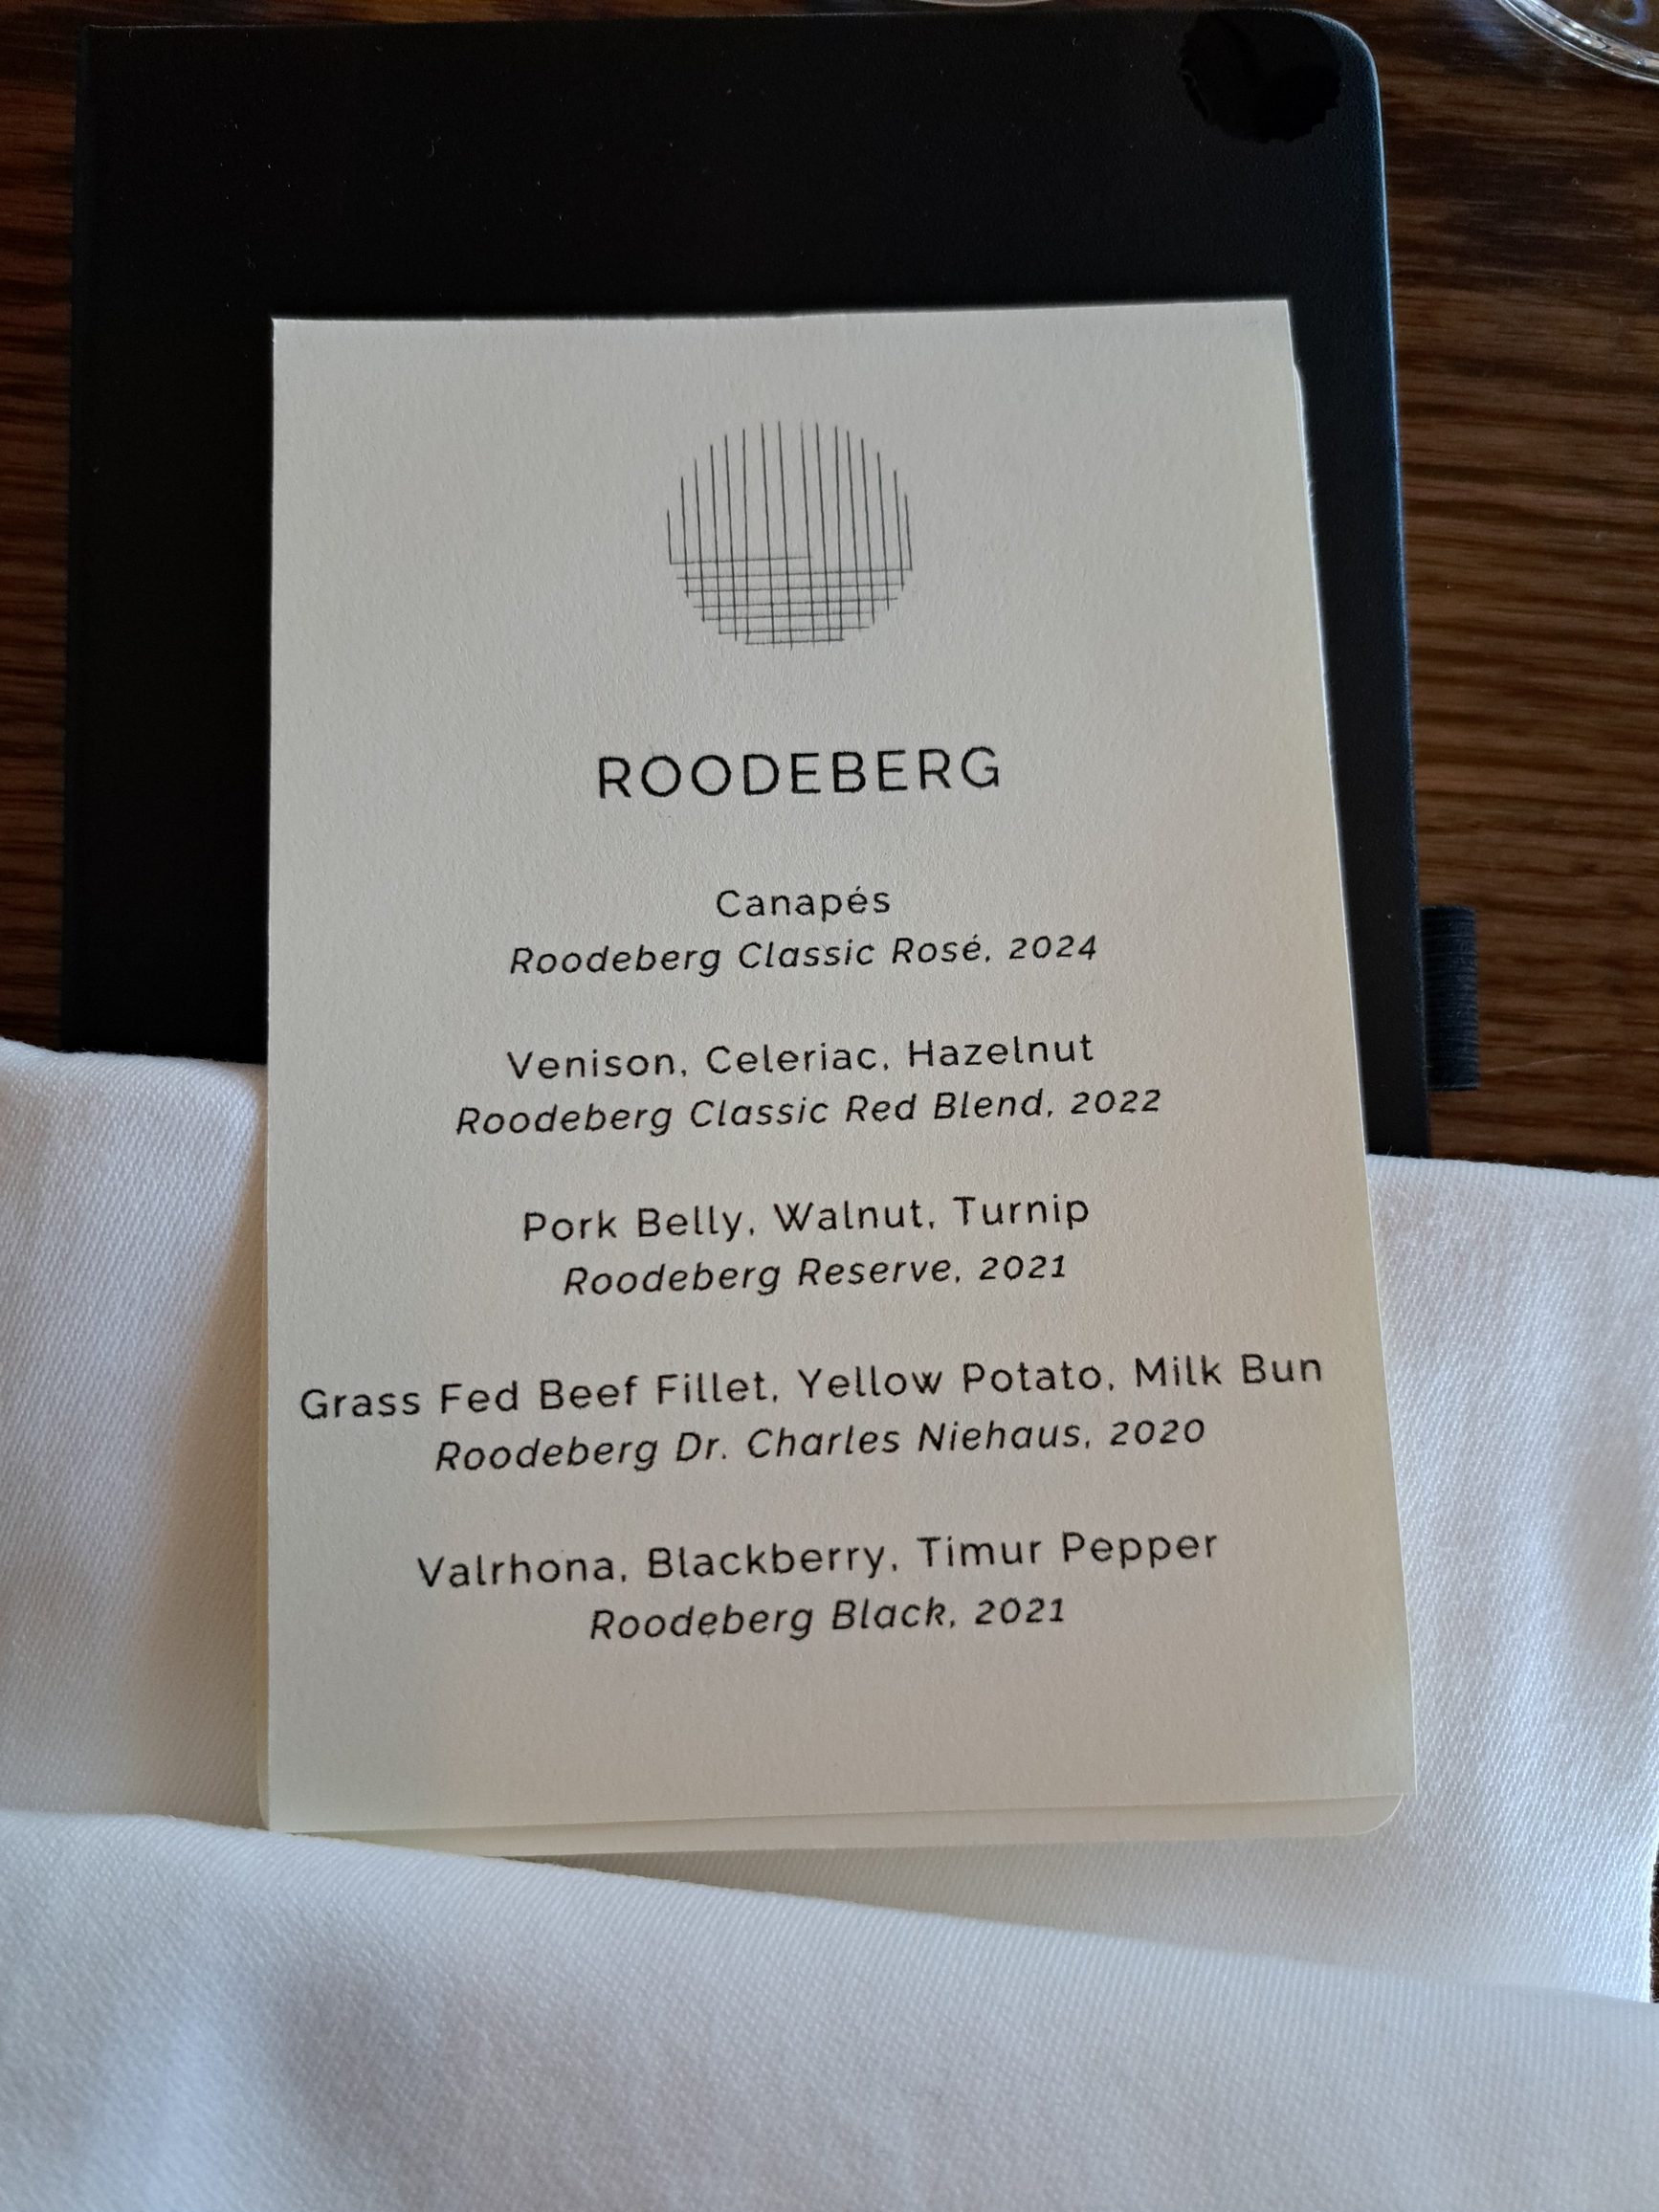 ROODEBERG
Canapés
Roodeberg Classic Rosé, 2024
Venison, Celeriac, Hazelnut
Roodeberg Classic Red Blend, 2022
Pork Belly, Walnut, Turnip
Roodeberg Reserve, 2021
Grass Fed Beef Fillet, Yellow Potato, Milk Bun
Roodeberg Dr. Charles Niehaus, 2020
Valrhona, Blackberry, Timur Pepper
Roodeberg Black, 2021